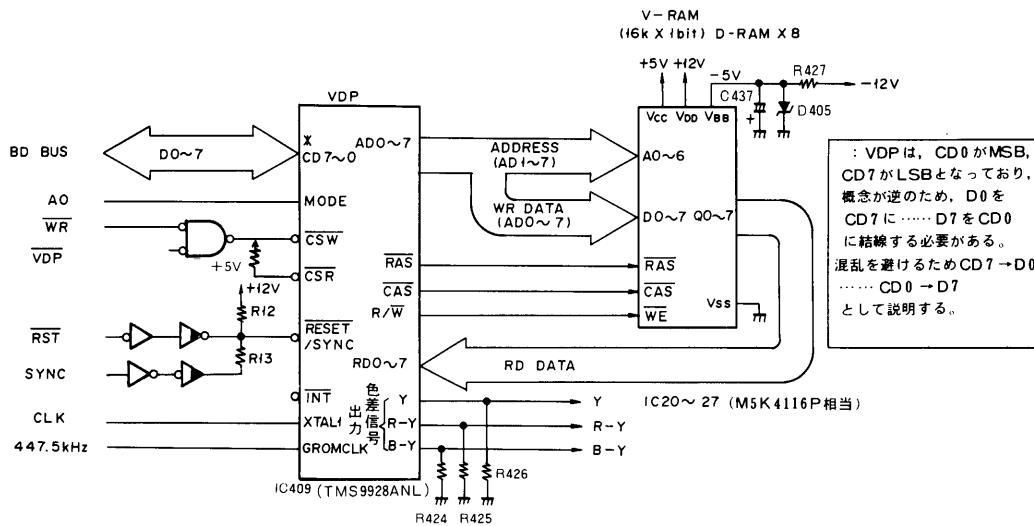 V-RAM
(16k X 1bit) D-RAM X 8
+5V +12V
-5V
R427
-12V
C437
+
D405
VCC VDD VBB
VDP
BD BUS
D0~7
*
CD7~0
AD0~7
ADDRESS
(AD1~7)
A0~6
WR DATA
(AD0~7)
D0~7 Q0~7
A0
MODE
WR
VDP
CSW
+5V
CSR
RAS
RAS
CAS
CAS
R/W
WE
VSS
+12V
R12
RST
RESET
/SYNC
R13
SYNC
RD0~7
RD DATA
INT
CLK
XTAL1
447.5kHz
GROMCLK
色差信号
出力
Y
R-Y
B-Y
Y
R-Y
B-Y
IC20~27 (M5K4116P相当)
R426
R424 R425
IC409 (TMS9928ANL)
: VDPは, CD0がMSB,
CD7がLSBとなっており,
概念が逆のため, D0を
CD7に……D7をCD0
に結線する必要がある。
混乱を避けるためCD7→D0
……CD0→D7
として説明する。